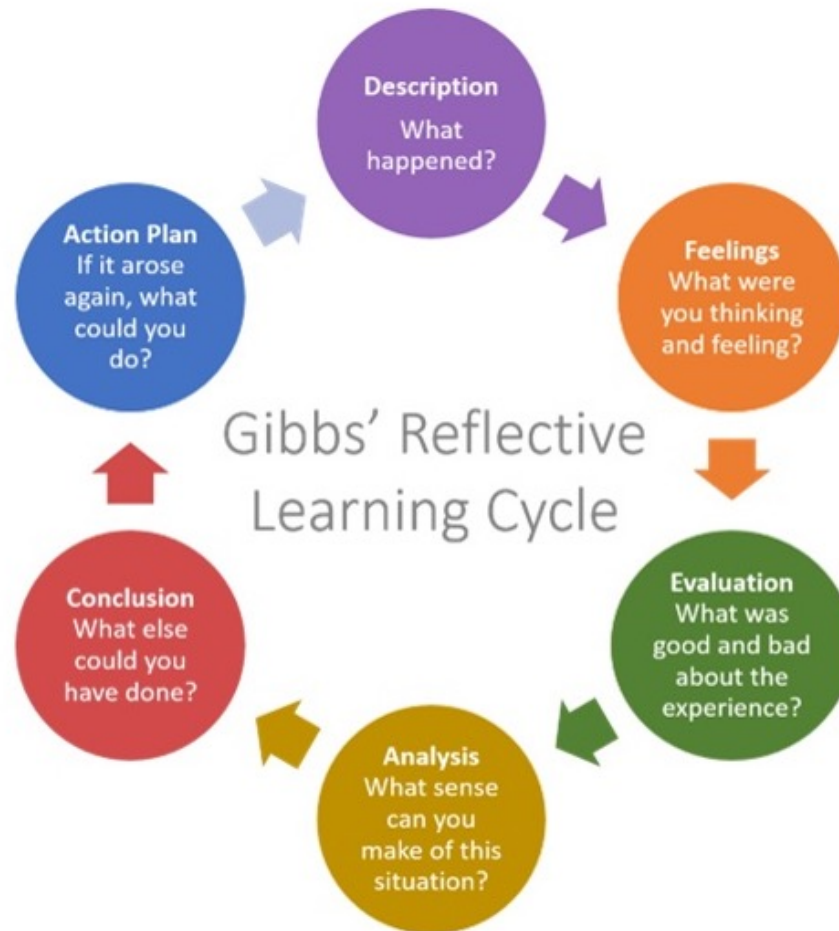 Description
What
happened?
Feelings
What were
you thinking
and feeling?
Evaluation
What was
good and bad
about the
experience?
Analysis
What sense
can you
make of this
situation?
Conclusion
What else
could you
have done?
Action Plan
If it arose
again, what
could you
do?
Gibbs’ Reflective
Learning Cycle